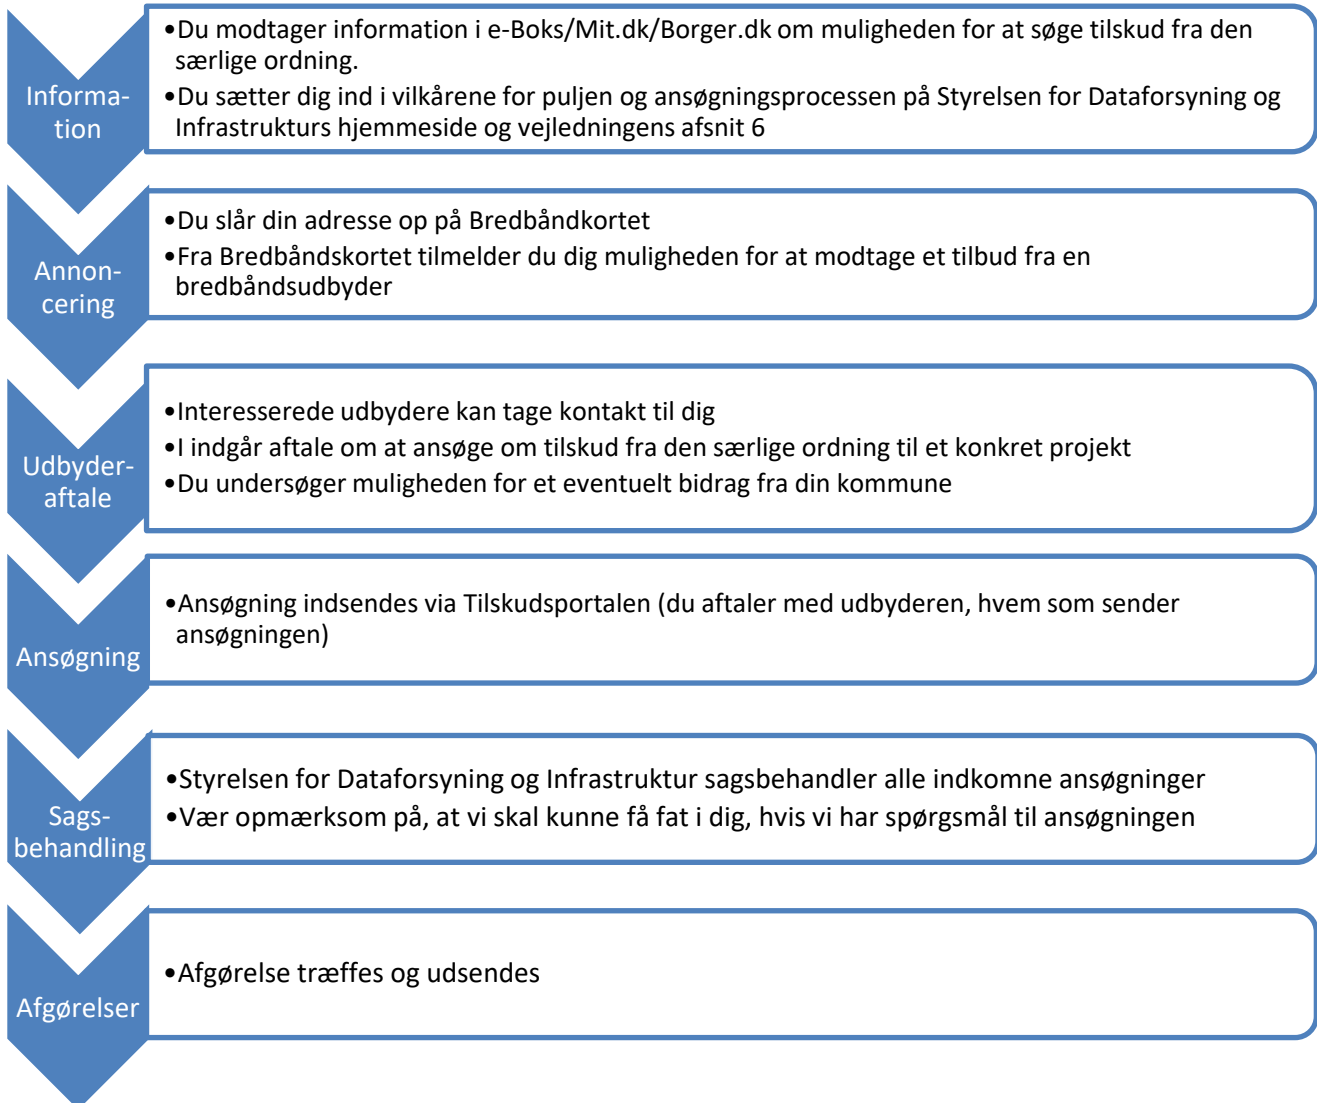 Informa-
tion
•Du modtager information i e-Boks/Mit.dk/Borger.dk om muligheden for at søge tilskud fra den
særlige ordning.
•Du sætter dig ind i vilkårene for puljen og ansøgningsprocessen på Styrelsen for Dataforsyning og
Infrastrukturs hjemmeside og vejledningens afsnit 6
Annon-
cering
•Du slår din adresse op på Bredbåndkortet
•Fra Bredbåndskortet tilmelder du dig muligheden for at modtage et tilbud fra en
bredbåndsudbyder
Udbyder-
aftale
•Interesserede udbydere kan tage kontakt til dig
•I indgår aftale om at ansøge om tilskud fra den særlige ordning til et konkret projekt
•Du undersøger muligheden for et eventuelt bidrag fra din kommune
Ansøgning
•Ansøgning indsendes via Tilskudsportalen (du aftaler med udbyderen, hvem som sender
ansøgningen)
Sags-
behandling
•Styrelsen for Dataforsyning og Infrastruktur sagsbehandler alle indkomne ansøgninger
•Vær opmærksom på, at vi skal kunne få fat i dig, hvis vi har spørgsmål til ansøgningen
Afgørelser
•Afgørelse træffes og udsendes